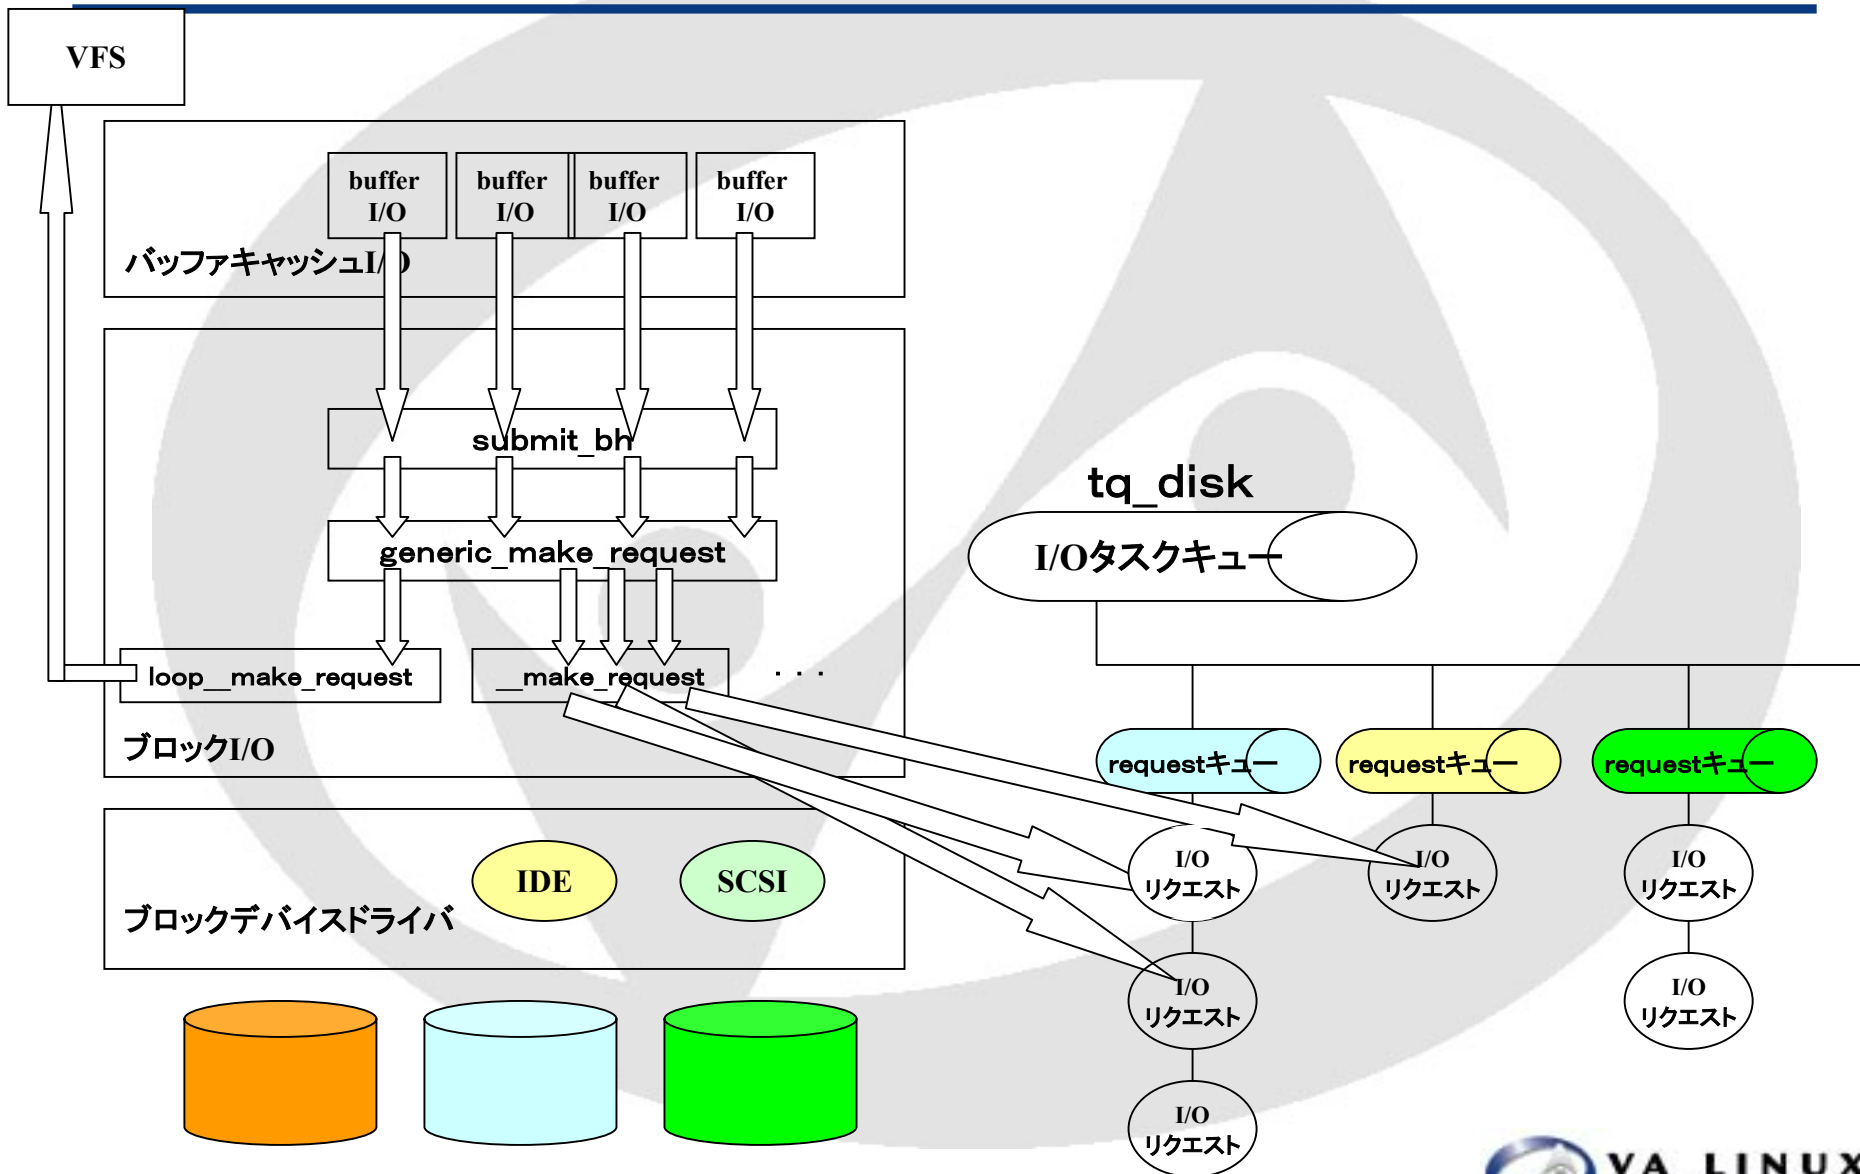 VFS
buffer
I/O
buffer
I/O
buffer
I/O
buffer
I/O
バッファキャッシュI/O
submit_bh
generic_make_request
loop__make_request
__make_request
. . .
ブロックI/O
tq_disk
I/Oタスクキュー
requestキュー
requestキュー
requestキュー
I/O
リクエスト
I/O
リクエスト
I/O
リクエスト
I/O
リクエスト
I/O
リクエスト
I/O
リクエスト
IDE
SCSI
ブロックデバイスドライバ
VA LINUX